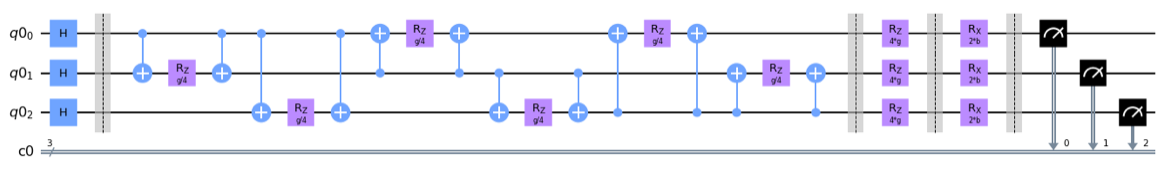 q0₀ H R_Z g/4 R_Z g/4 R_Z 4*g R_X 2*b
q0₁ H R_Z g/4 R_Z g/4 R_Z 4*g R_X 2*b
q0₂ H R_Z g/4 R_Z g/4 R_Z 4*g R_X 2*b
c0 3 0 1 2